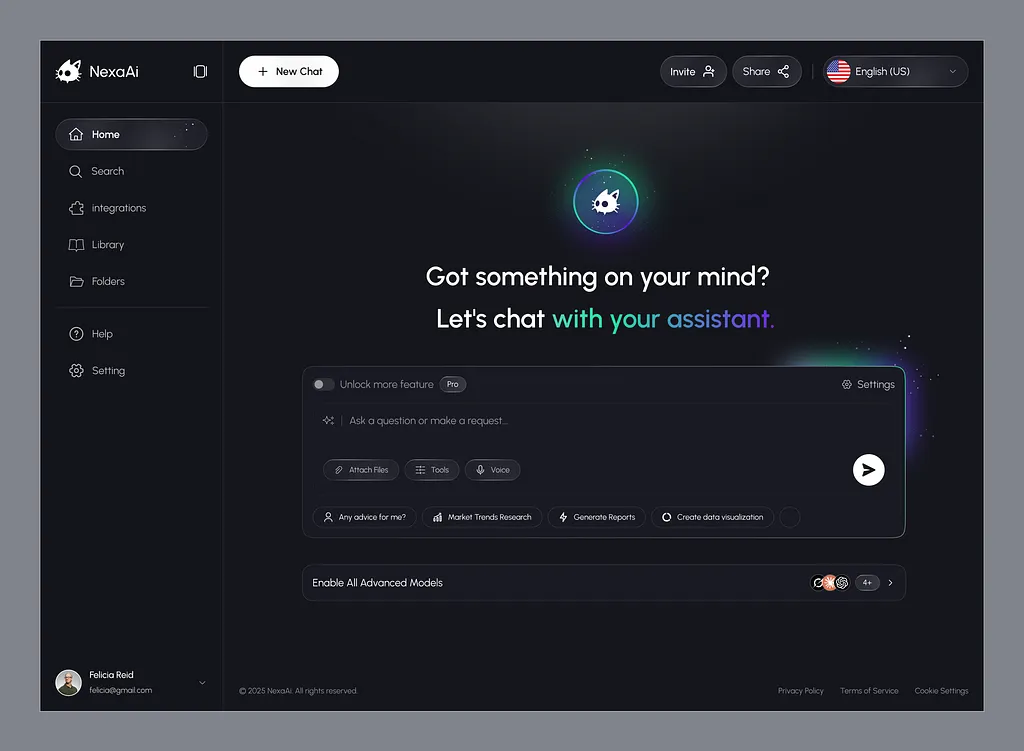 NexaAi
+ New Chat
Invite
Share
English (US)
Home
Search
integrations
Library
Folders
Help
Setting
Got something on your mind?
Let's chat with your assistant.
Unlock more feature
Pro
Settings
Ask a question or make a request...
Attach Files
Tools
Voice
Any advice for me?
Market Trends Research
Generate Reports
Create data visualization
Enable All Advanced Models
4+
Felicia Reid
felicia@gmail.com
© 2025 NexaAi. All rights reserved.
Privacy Policy
Terms of Service
Cookie Settings